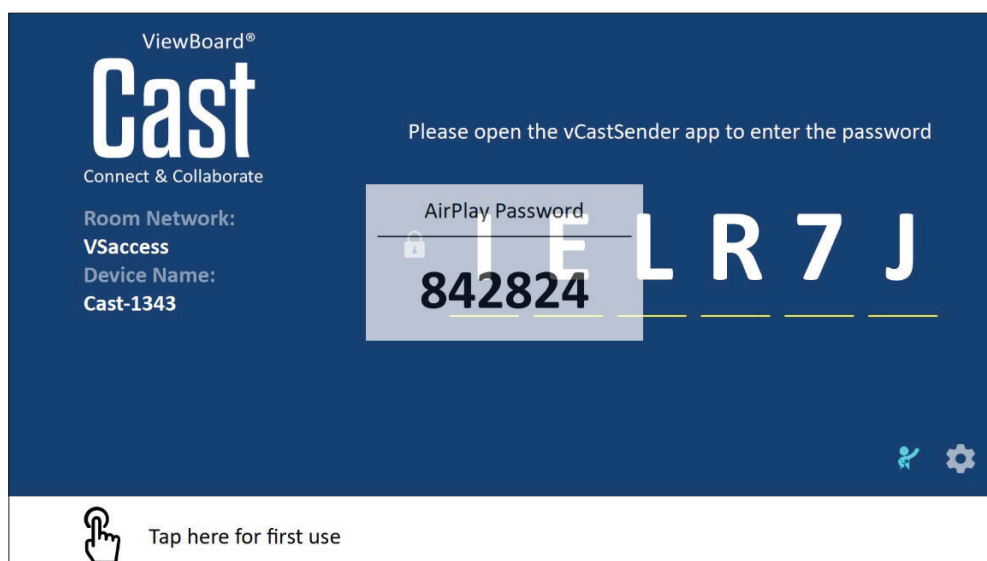 ViewBoard®
Cast
Connect & Collaborate
Room Network:
VSaccess
Device Name:
Cast-1343
Please open the vCastSender app to enter the password
AirPlay Password
842824
I E L R 7 J
Tap here for first use